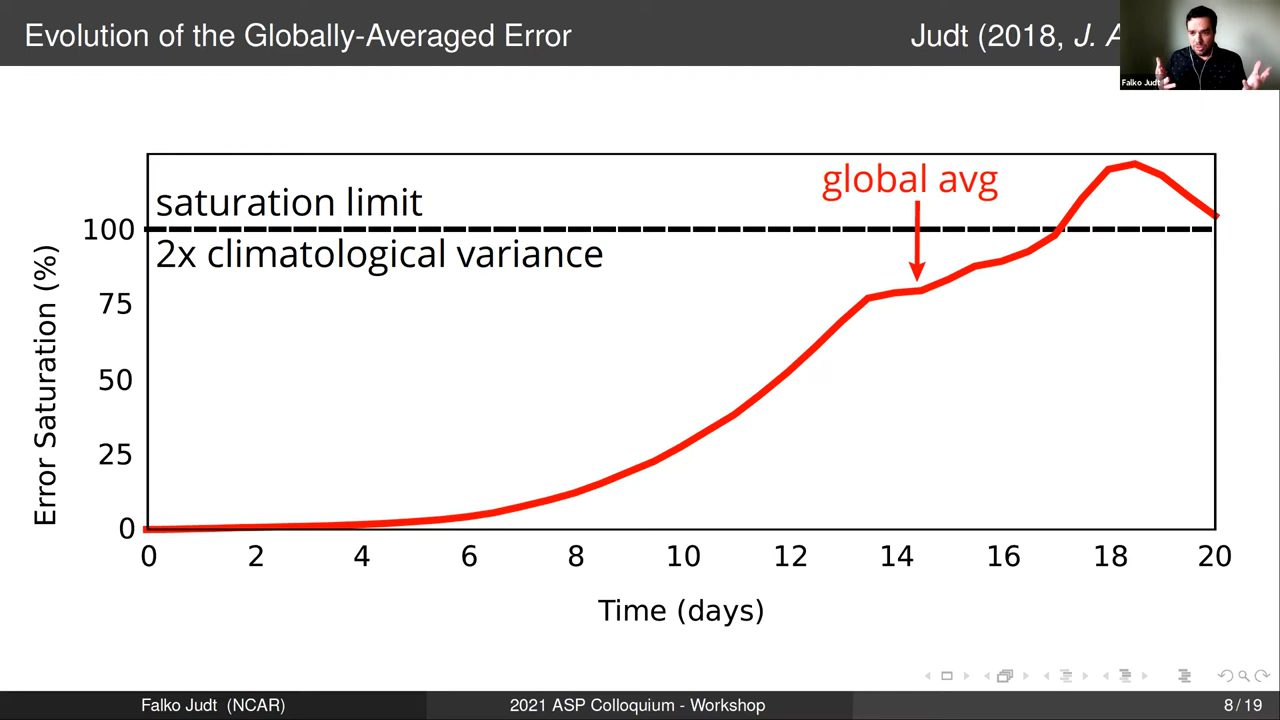 Evolution of the Globally-Averaged Error
Judt (2018, J. A
Falko Judt
global avg
saturation limit
2x climatological variance
100
75
50
25
0
Error Saturation (%)
0 2 4 6 8 10 12 14 16 18 20
Time (days)
Falko Judt (NCAR)
2021 ASP Colloquium - Workshop
8 / 19